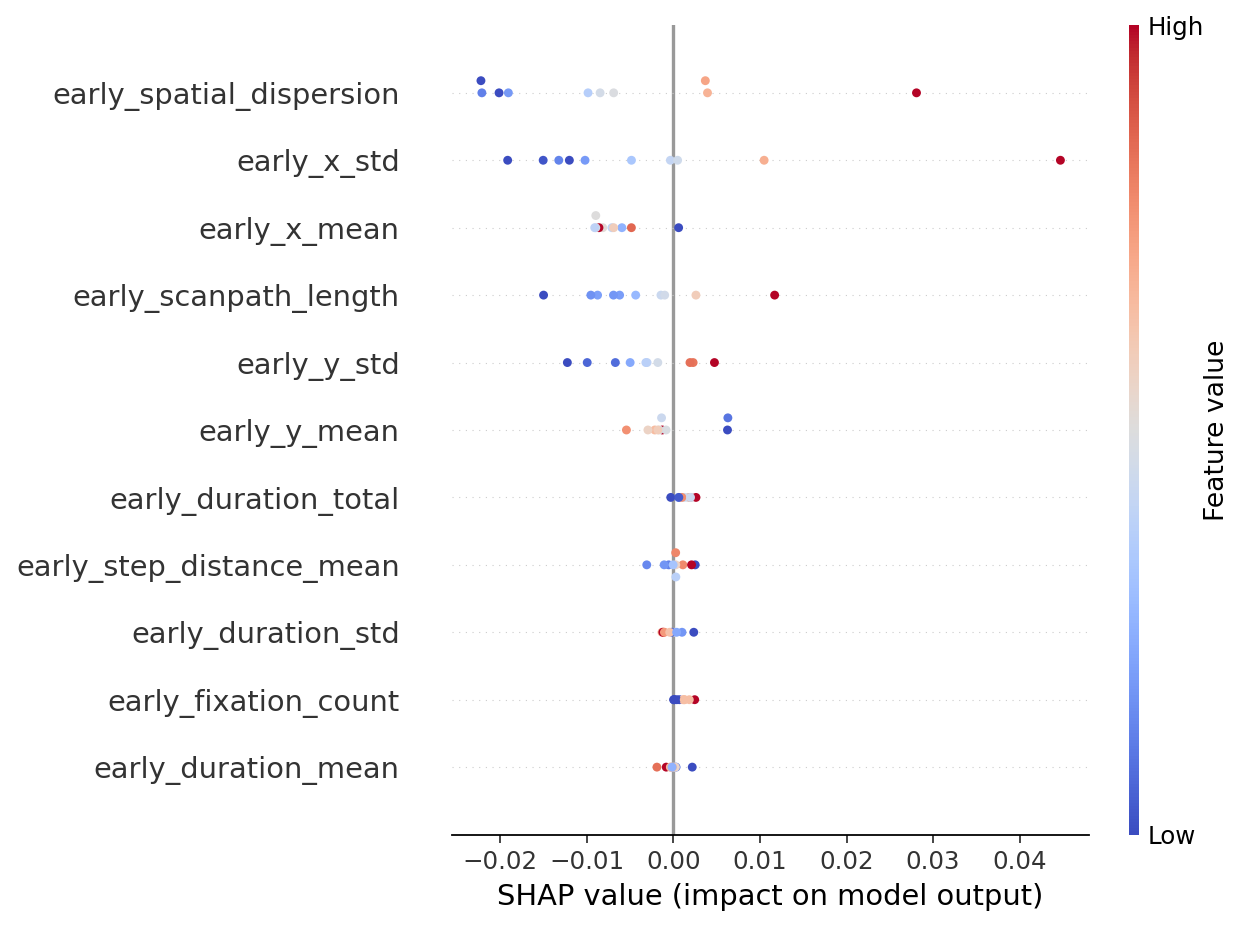 High
early_spatial_dispersion
early_x_std
early_x_mean
early_scanpath_length
early_y_std
early_y_mean
early_duration_total
early_step_distance_mean
early_duration_std
early_fixation_count
early_duration_mean
Feature value
Low
−0.02 −0.01 0.00 0.01 0.02 0.03 0.04
SHAP value (impact on model output)